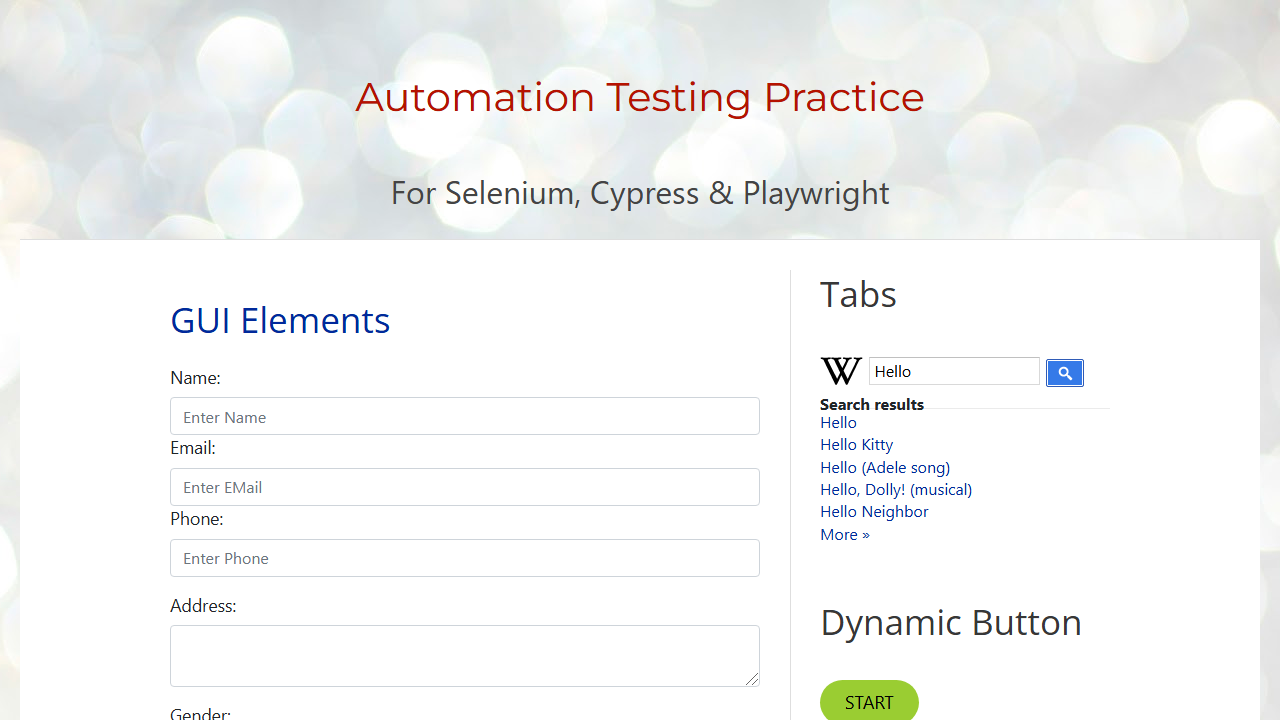 Automation Testing Practice
For Selenium, Cypress & Playwright
GUI Elements
Name:
Enter Name
Email:
Enter EMail
Phone:
Enter Phone
Address:
Gender:
Tabs
W Hello
Search results
Hello
Hello Kitty
Hello (Adele song)
Hello, Dolly! (musical)
Hello Neighbor
More »
Dynamic Button
START